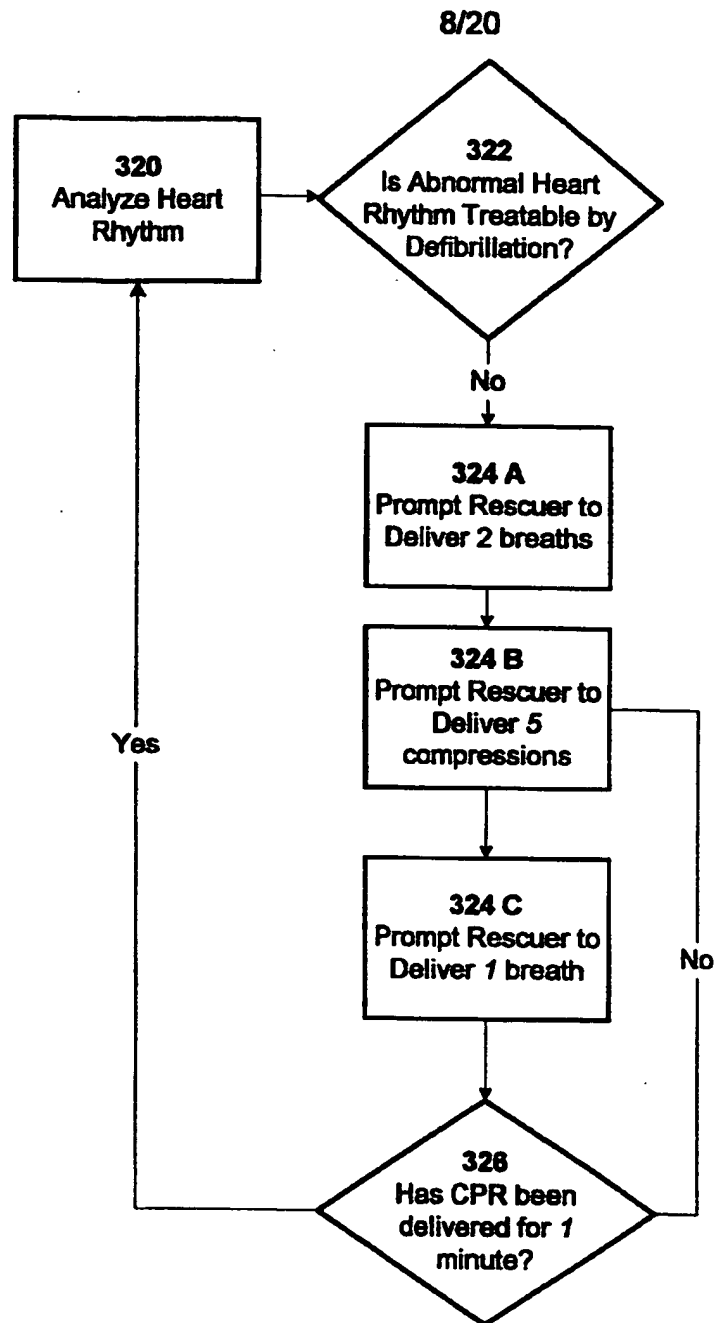 8/20
320
Analyze Heart
Rhythm
322
Is Abnormal Heart
Rhythm Treatable by
Defibrillation?
No
324 A
Prompt Rescuer to
Deliver 2 breaths
324 B
Prompt Rescuer to
Deliver 5
compressions
Yes
324 C
Prompt Rescuer to
Deliver 1 breath
No
326
Has CPR been
delivered for 1
minute?